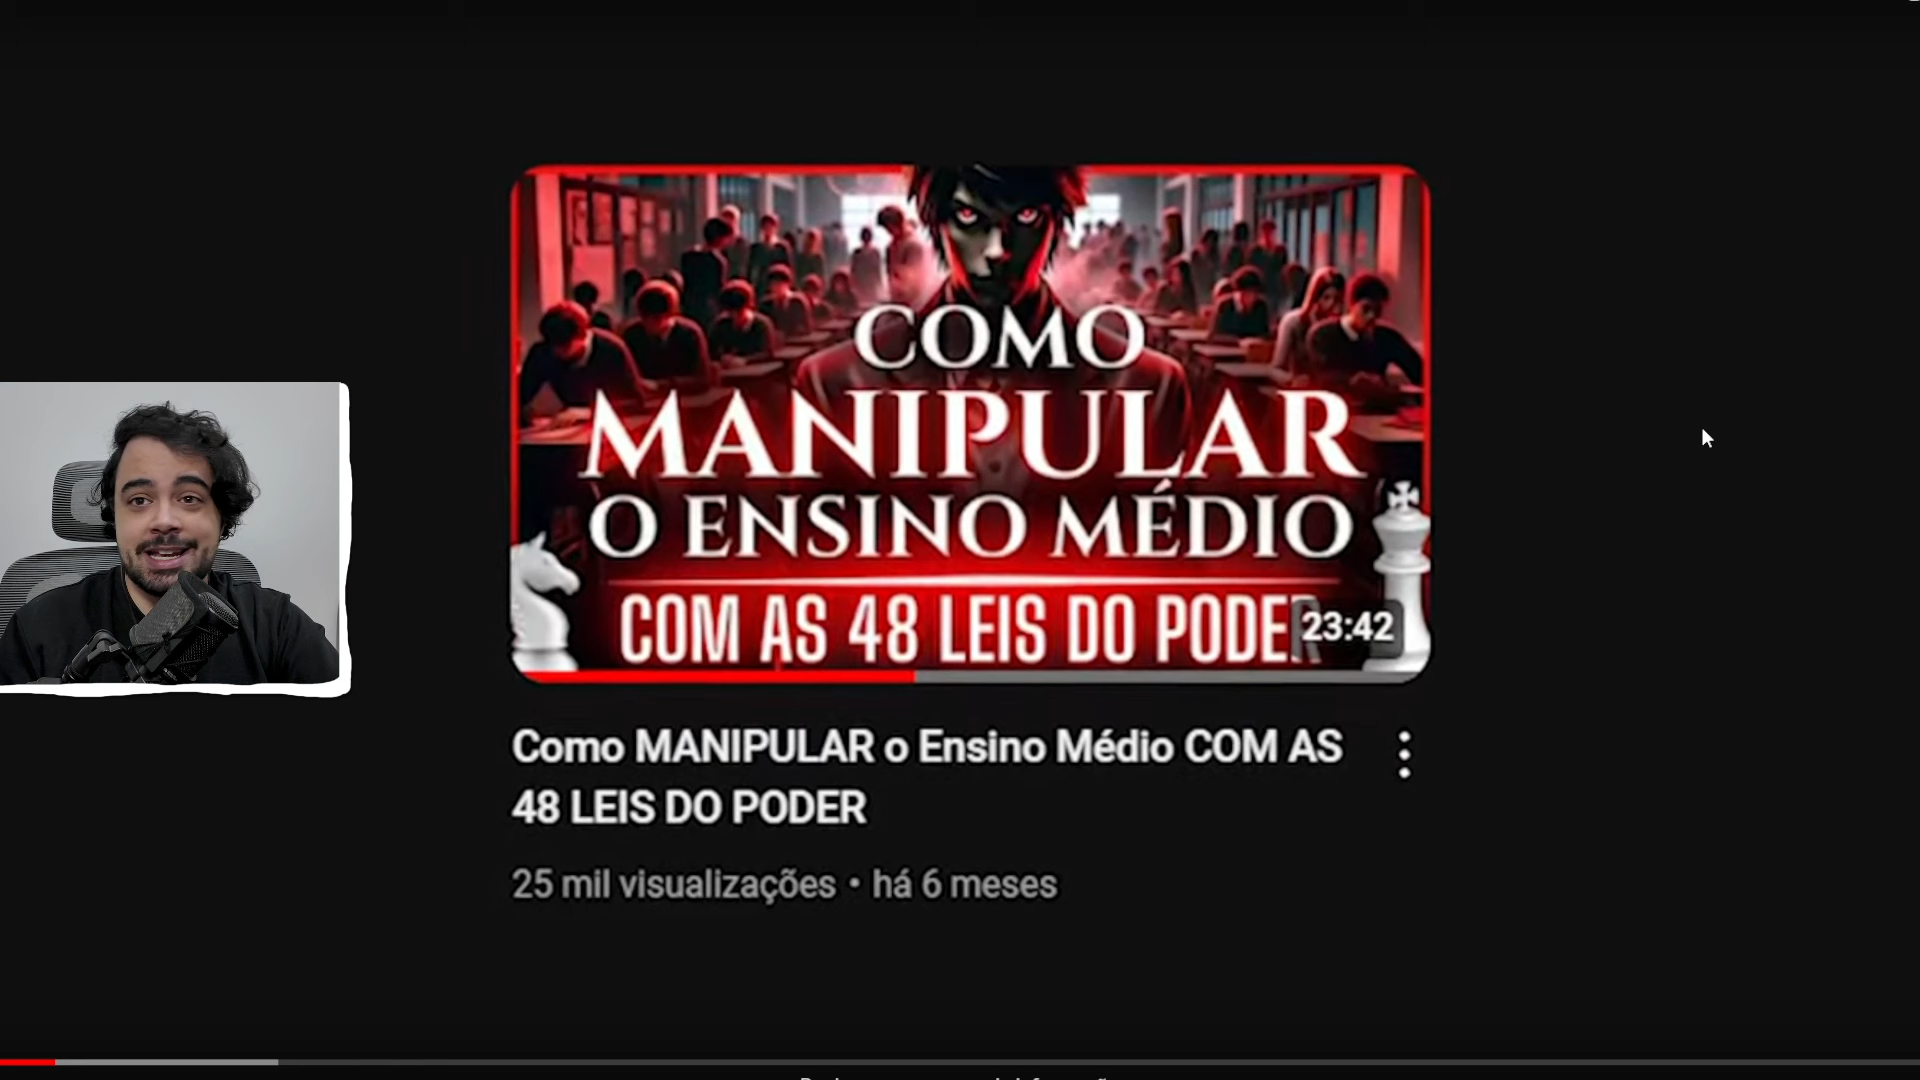 COMO
MANIPULAR
O ENSINO MÉDIO
COM AS 48 LEIS DO PODER
23:42
Como MANIPULAR o Ensino Médio COM AS
48 LEIS DO PODER
25 mil visualizações • há 6 meses